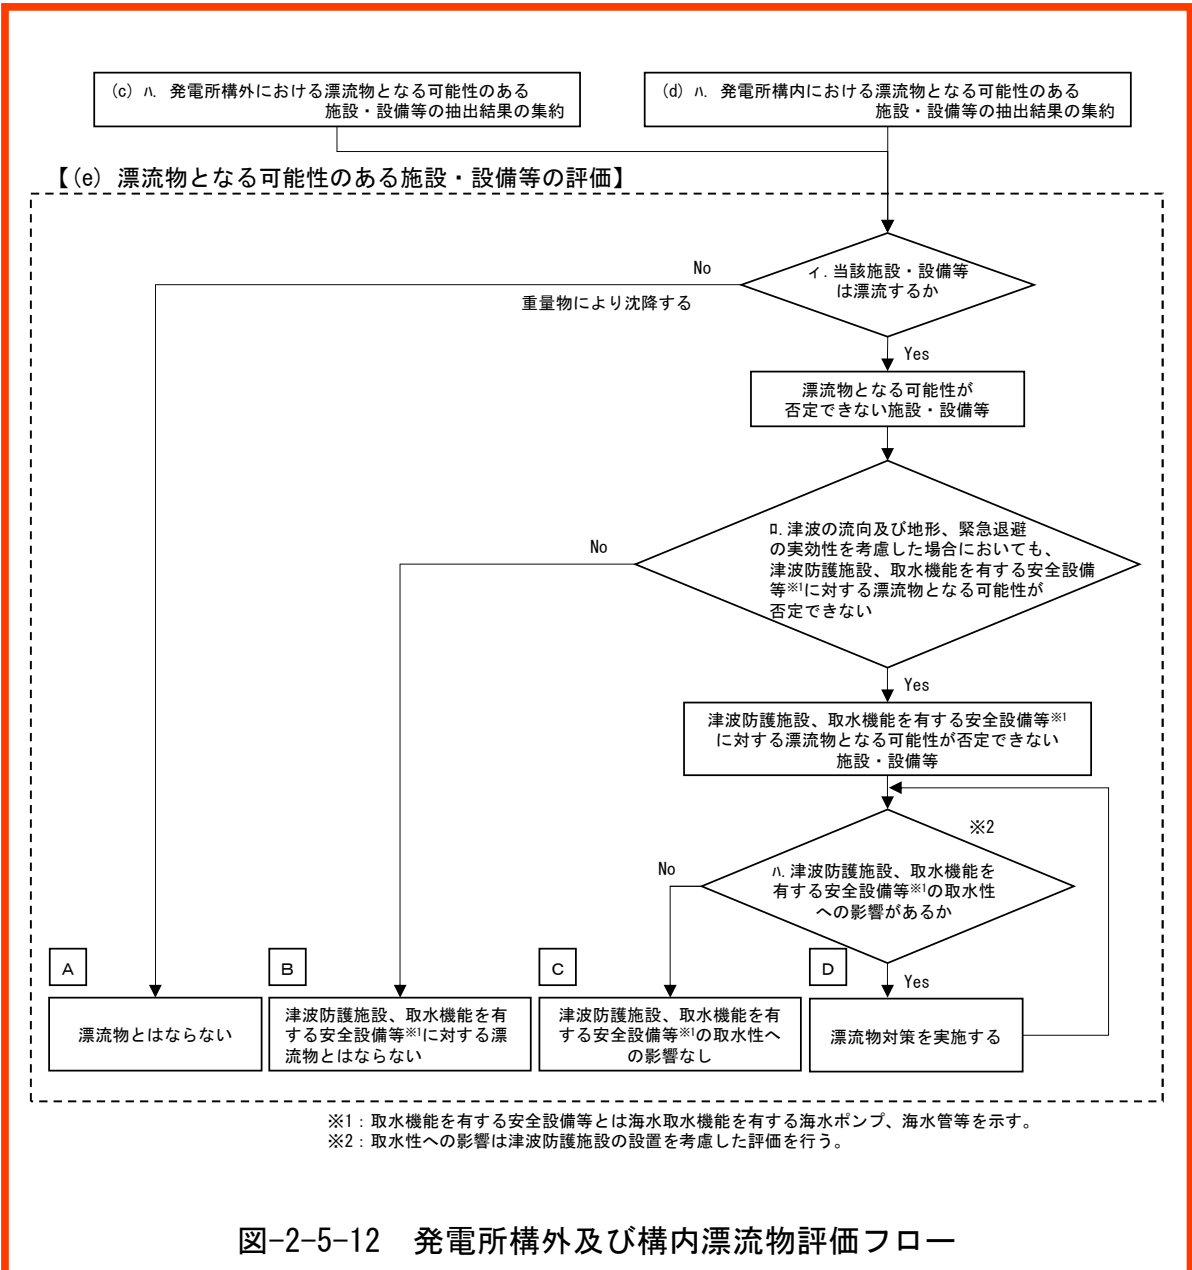 (c) ハ. 発電所構外における漂流物となる可能性のある
施設・設備等の抽出結果の集約
(d) ハ. 発電所構内における漂流物となる可能性のある
施設・設備等の抽出結果の集約
【(e) 漂流物となる可能性のある施設・設備等の評価】
イ. 当該施設・設備等
は漂流するか
No
重量物により沈降する
Yes
漂流物となる可能性が
否定できない施設・設備等
ロ. 津波の流向及び地形、緊急退避
の実効性を考慮した場合においても、
津波防護施設、取水機能を有する安全設備
等※1に対する漂流物となる可能性が
否定できない
No
Yes
津波防護施設、取水機能を有する安全設備等※1
に対する漂流物となる可能性が否定できない
施設・設備等
※2
ハ. 津波防護施設、取水機能を
有する安全設備等※1の取水性
への影響があるか
No
Yes
A
漂流物とはならない
B
津波防護施設、取水機能を有
する安全設備等※1に対する漂
流物とはならない
C
津波防護施設、取水機能を有
する安全設備等※1の取水性へ
の影響なし
D
漂流物対策を実施する
※1：取水機能を有する安全設備等とは海水取水機能を有する海水ポンプ、海水管等を示す。
※2：取水性への影響は津波防護施設の設置を考慮した評価を行う。
図-2-5-12　発電所構外及び構内漂流物評価フロー